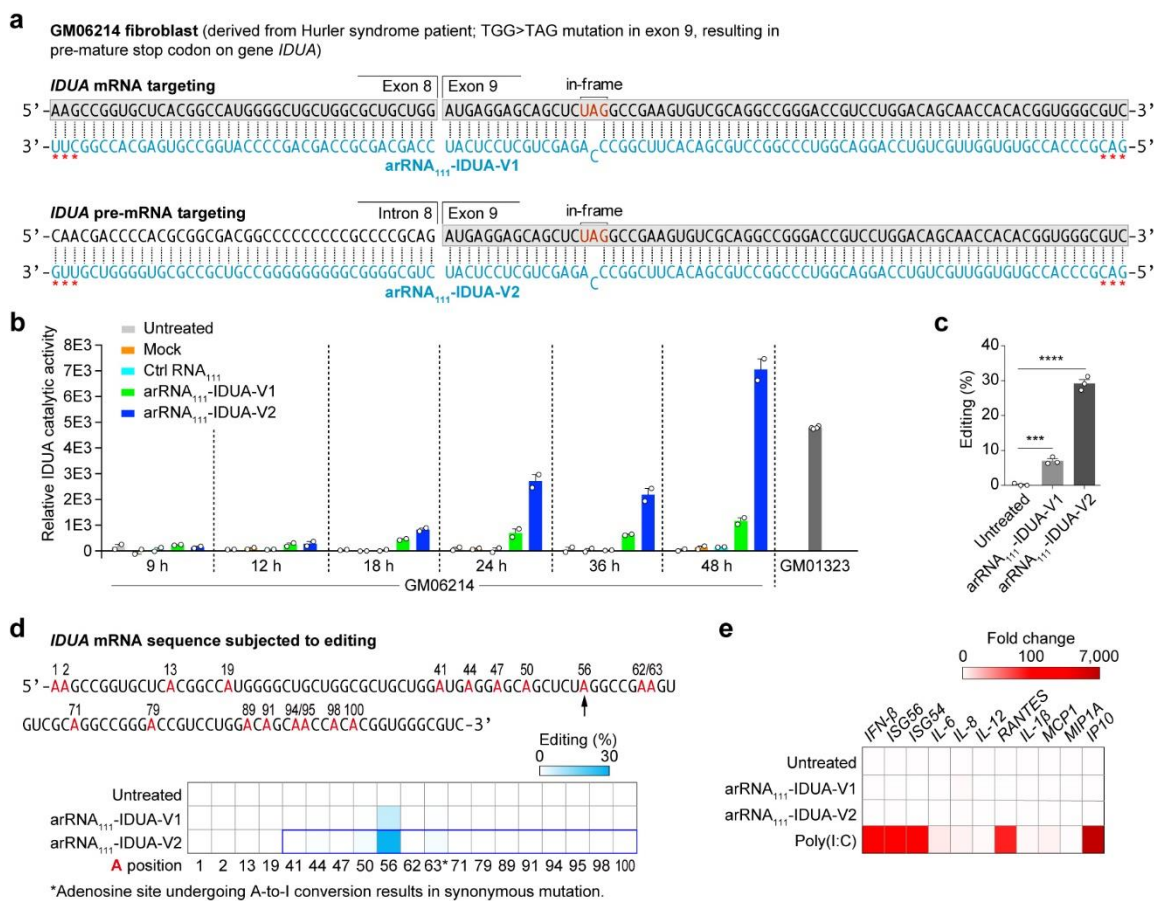 a
GM06214 fibroblast (derived from Hurler syndrome patient; TGG>TAG mutation in exon 9, resulting in
pre-mature stop codon on gene IDUA)
IDUA mRNA targeting
Exon 8
Exon 9
in-frame
5’-AAGCCGGUGCUCACGGCCAUGGGGCUGCUGGCGCUGCUGG AUGAGGAGCAGCUCUAGGCCGAAGUGUCGCAGGCCGGGACCGUCCUGGACAGCAACCACACGGUGGGCGUC-3’
3’-UUCGGCCACGAGUGCCGGUACCCCGACGACCGCGACGACC UACUCCUCGUCGAGACCCGGCUUCACAGCGUCCGGCCCUGGCAGGACCUGUCGUUGGUGUGCCACCCGCAG-5’
*** ***
arRNA111-IDUA-V1
IDUA pre-mRNA targeting
Intron 8
Exon 9
in-frame
5’-CAACGACCCCACGCGGCGACGGCCCCCCCCCCGCCCCGCAG AUGAGGAGCAGCUCUAGGCCGAAGUGUCGCAGGCCGGGACCGUCCUGGACAGCAACCACACGGUGGGCGUC-3’
3’-GUUGCUGGGGUGCGCCGCUGCCGGGGGGGGGGCGGGGCGUC UACUCCUCGUCGAGACCCGGCUUCACAGCGUCCGGCCCUGGCAGGACCUGUCGUUGGUGUGCCACCCGCAG-5’
*** ***
arRNA111-IDUA-V2
b
Relative IDUA catalytic activity
8E3
7E3
6E3
5E3
4E3
3E3
2E3
1E3
0
Untreated
Mock
Ctrl RNA111
arRNA111-IDUA-V1
arRNA111-IDUA-V2
9 h 12 h 18 h 24 h 36 h 48 h GM01323
GM06214
c
Editing (%)
40
30
20
10
0
****
***
Untreated
arRNA111-IDUA-V1
arRNA111-IDUA-V2
d
IDUA mRNA sequence subjected to editing
1 2 13 19 41 44 47 50 56 62/63
5’-AAGCCGGUGCUCACGGCCAUGGGGCUGCUGGCGCUGCUGGAUGAGGAGCAGCUCUAGGCCGAAGU
71 79 89 91 94/95 98 100
GUCGCAGGCCGGGACCGUCCUGGACAGCAACCACACGGUGGGCGUC-3’
Editing (%)
0 30
Untreated
arRNA111-IDUA-V1
arRNA111-IDUA-V2
A position 1 2 13 19 41 44 47 50 56 62 63* 71 79 89 91 94 95 98 100
*Adenosine site undergoing A-to-I conversion results in synonymous mutation.
e
Fold change
0 100 7,000
IFN-β ISG56 ISG54 IL-6 IL-8 IL-12 RANTES IL-1β MCP1 MIP1A IP10
Untreated
arRNA111-IDUA-V1
arRNA111-IDUA-V2
Poly(I:C)